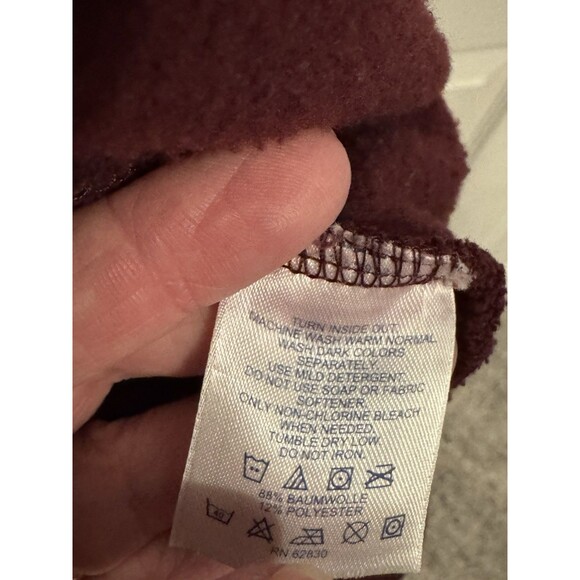 TURN INSIDE OUT.
MACHINE WASH WARM NORMAL
WASH DARK COLORS
SEPARATELY.
USE MILD DETERGENT.
DO NOT USE SOAP OR FABRIC
SOFTENER.
ONLY NON-CHLORINE BLEACH
WHEN NEEDED.
TUMBLE DRY LOW.
DO NOT IRON.
88% BAUMWOLLE
12% POLYESTER
40
RN 62830